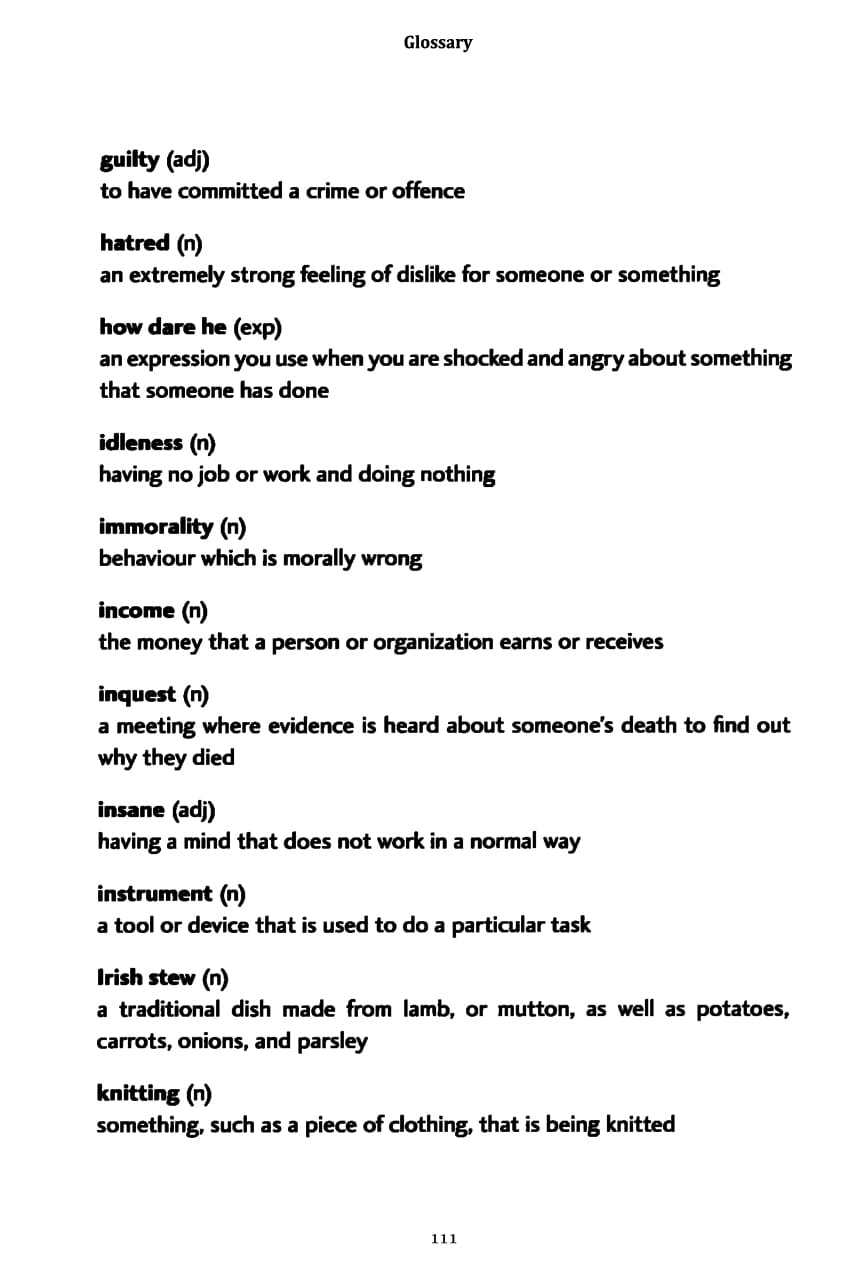 Glossary
guilty (adj)
to have committed a crime or offence
hatred (n)
an extremely strong feeling of dislike for someone or something
how dare he (exp)
an expression you use when you are shocked and angry about something
that someone has done
idleness (n)
having no job or work and doing nothing
immorality (n)
behaviour which is morally wrong
income (n)
the money that a person or organization earns or receives
inquest (n)
a meeting where evidence is heard about someone's death to find out
why they died
insane (adj)
having a mind that does not work in a normal way
instrument (n)
a tool or device that is used to do a particular task
Irish stew (n)
a traditional dish made from lamb, or mutton, as well as potatoes,
carrots, onions, and parsley
knitting (n)
something, such as a piece of clothing, that is being knitted
111